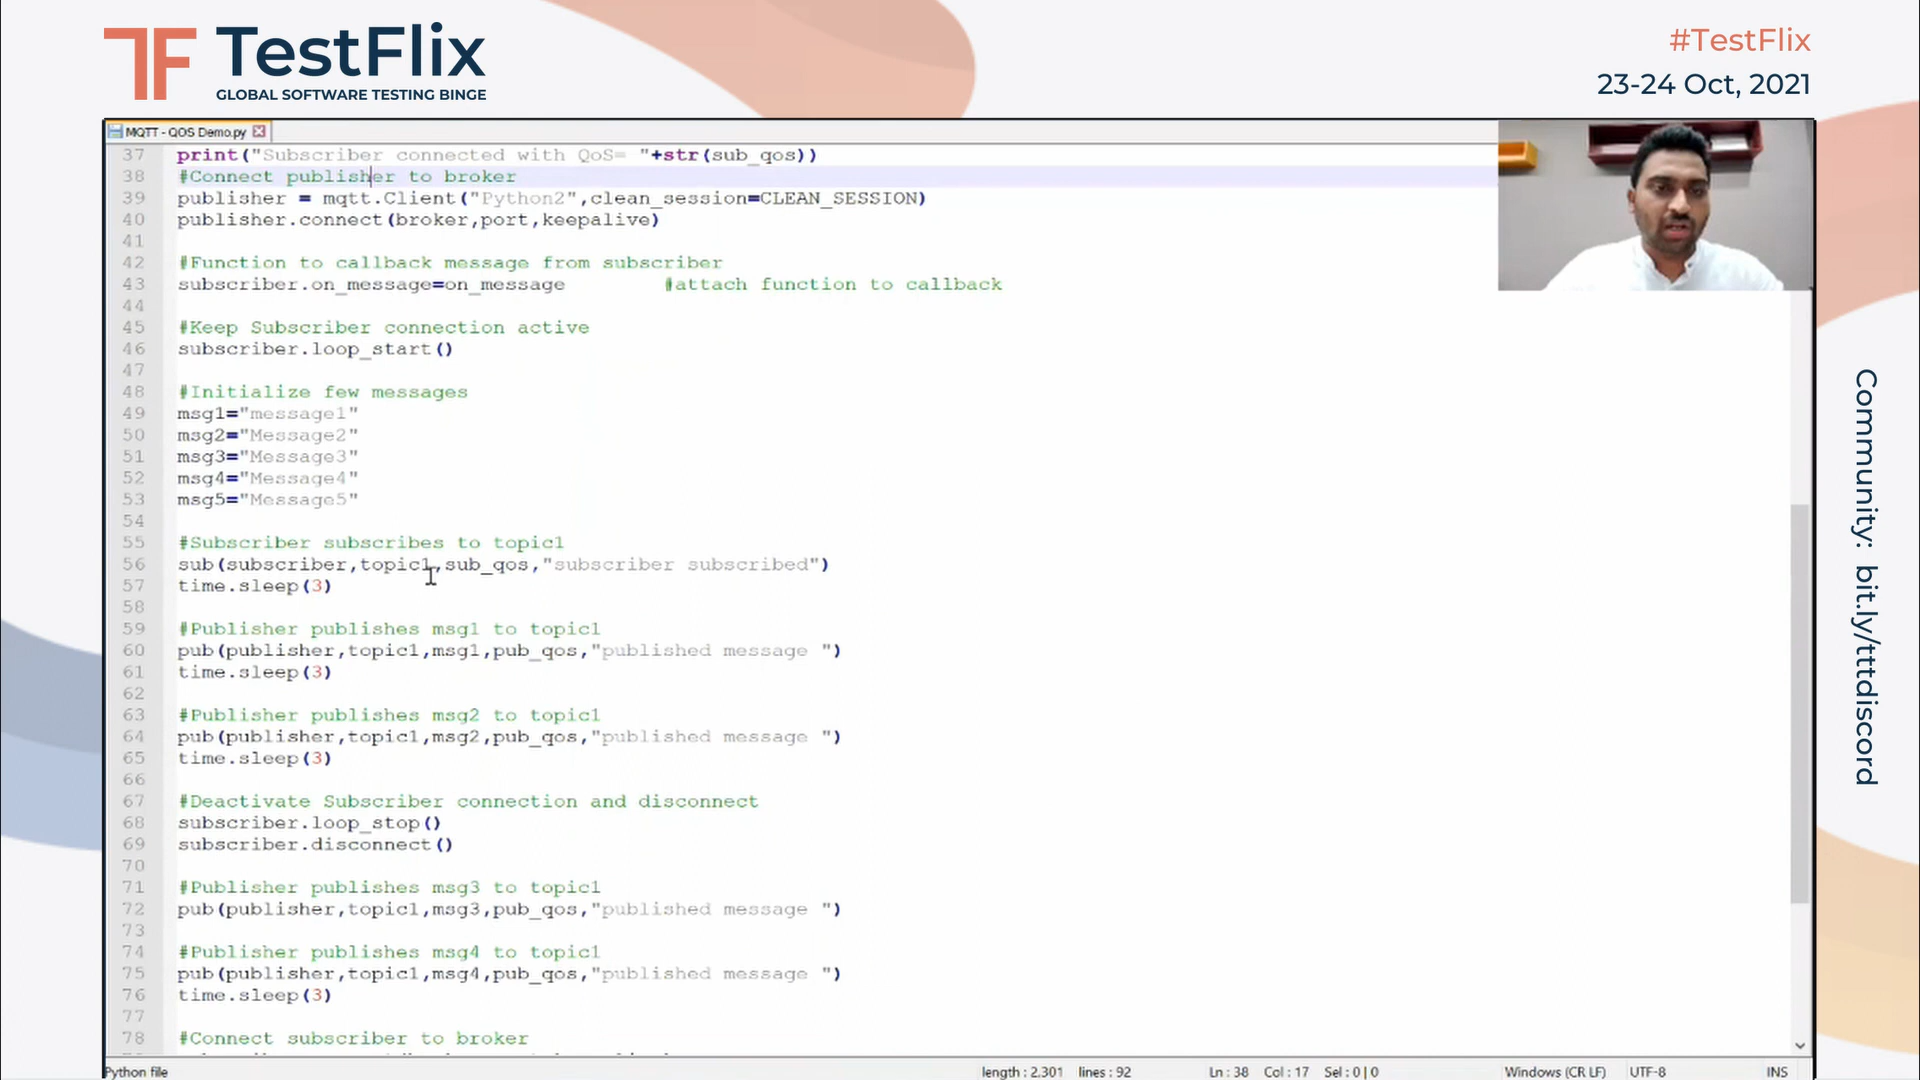 TF TestFlix
GLOBAL SOFTWARE TESTING BINGE
#TestFlix
23-24 Oct, 2021
MQTT - QOS Demo.py
37 print("Subscriber connected with QoS= "+str(sub_qos))
38 #Connect publisher to broker
39 publisher = mqtt.Client("Python2",clean_session=CLEAN_SESSION)
40 publisher.connect(broker,port,keepalive)
41
42 #Function to callback message from subscriber
43 subscriber.on_message=on_message #attach function to callback
44
45 #Keep Subscriber connection active
46 subscriber.loop_start()
47
48 #Initialize few messages
49 msg1="message1"
50 msg2="Message2"
51 msg3="Message3"
52 msg4="Message4"
53 msg5="Message5"
54
55 #Subscriber subscribes to topic1
56 sub(subscriber,topic1,sub_qos,"subscriber subscribed")
57 time.sleep(3)
58
59 #Publisher publishes msg1 to topic1
60 pub(publisher,topic1,msg1,pub_qos,"published message ")
61 time.sleep(3)
62
63 #Publisher publishes msg2 to topic1
64 pub(publisher,topic1,msg2,pub_qos,"published message ")
65 time.sleep(3)
66
67 #Deactivate Subscriber connection and disconnect
68 subscriber.loop_stop()
69 subscriber.disconnect()
70
71 #Publisher publishes msg3 to topic1
72 pub(publisher,topic1,msg3,pub_qos,"published message ")
73
74 #Publisher publishes msg4 to topic1
75 pub(publisher,topic1,msg4,pub_qos,"published message ")
76 time.sleep(3)
77
78 #Connect subscriber to broker
Python file length : 2.301 lines : 92 Ln : 38 Col : 17 Sel : 0 | 0 Windows (CR LF) UTF-8 INS
Community: bit.ly/tttdiscord